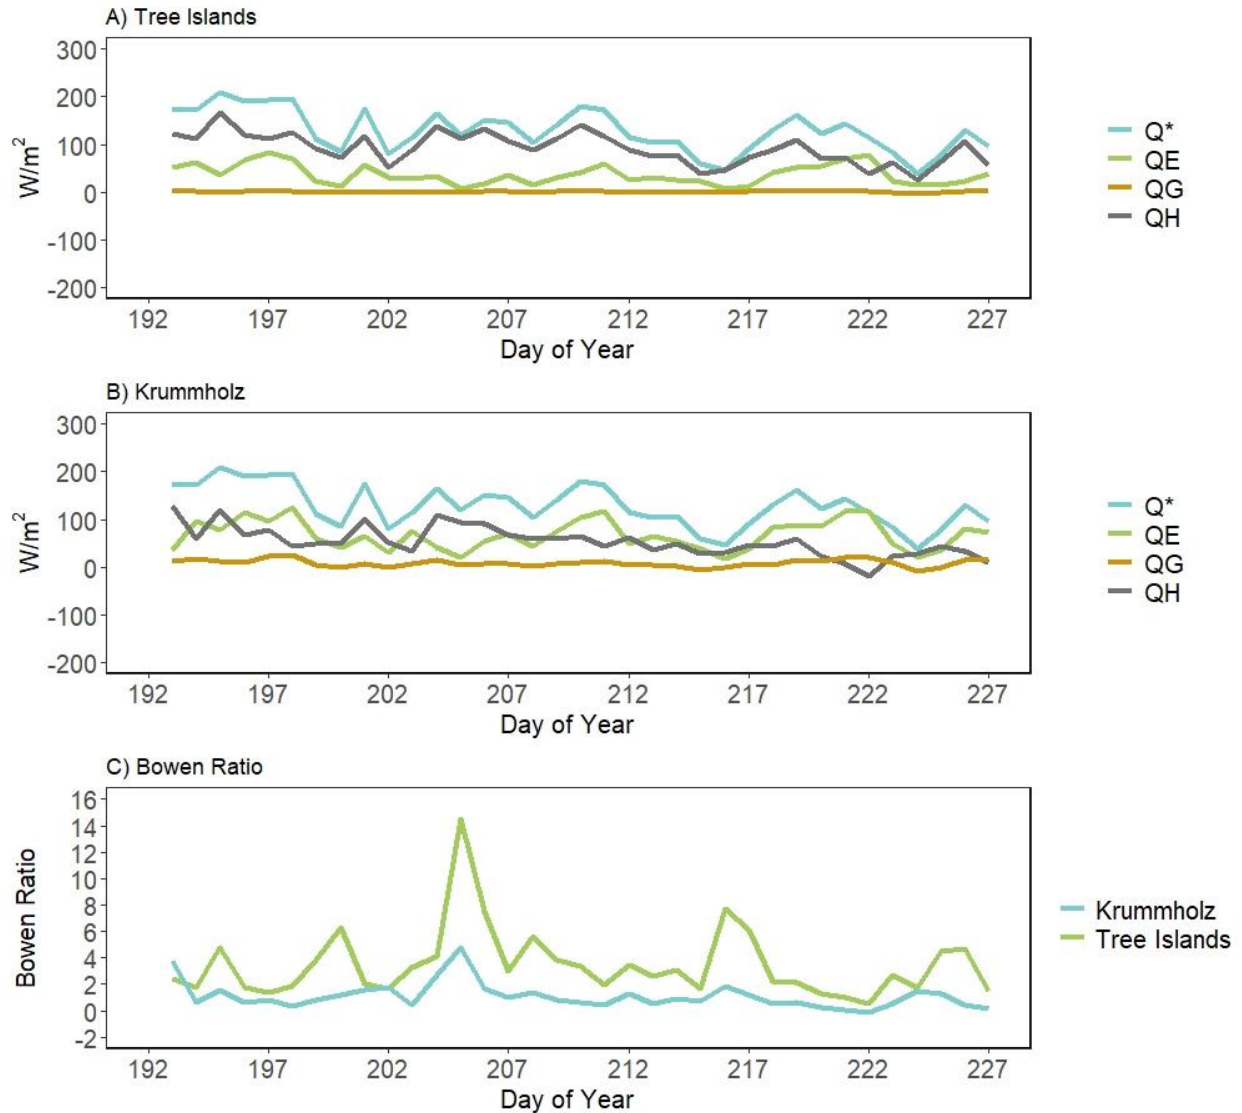 A) Tree Islands
300
200
100
0
-100
-200
W/m²
192 197 202 207 212 217 222 227
Day of Year
Q*
QE
QG
QH
B) Krummholz
300
200
100
0
-100
-200
W/m²
192 197 202 207 212 217 222 227
Day of Year
Q*
QE
QG
QH
C) Bowen Ratio
16
14
12
10
8
6
4
2
0
-2
Bowen Ratio
192 197 202 207 212 217 222 227
Day of Year
Krummholz
Tree Islands